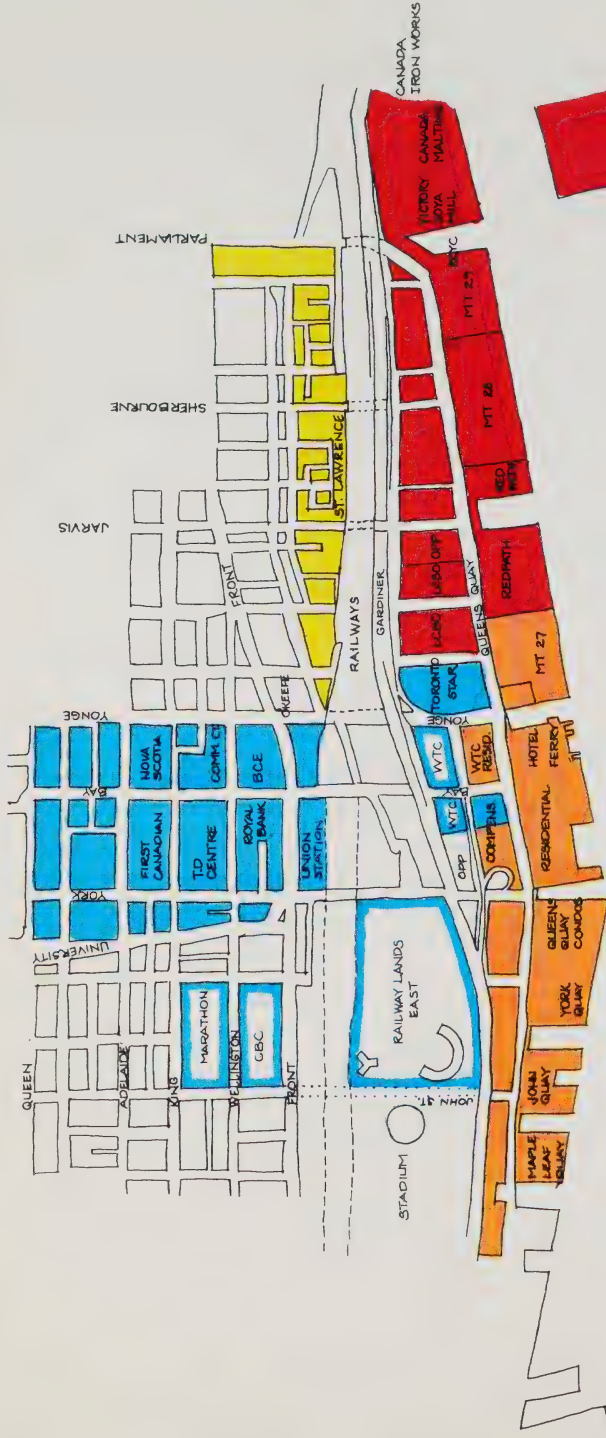 CANADA
IRON WORKS
PARLIAMENT
SHERBOURNE
JARVIS
FRONT
ST. LAWRENCE
VICTORY
SOYA
MILL
CANADA
MALTING
RCYC
MT 29
MT 28
RED
PATH
REDPATH
RAILWAYS
GARDINER
LCBO
LCBO
OPP
QUEENS QUAY
OKEEFE
YONGE
BAY
YORK
UNIVERSITY
NOVA
SCOTIA
COMM. CT.
BCE
FIRST
CANADIAN
T.D
CENTRE
ROYAL
BANK
UNION
STATION
TORONTO
STAR
YONGE
WTC
WTC
BAY
WTC
RESID.
COMPENS.
OPP
MT 27
HOTEL
FERRY
RESIDENTIAL
QUEENS
QUAY
CONDOS
YORK
QUAY
JOHN
QUAY
MAPLE
LEAF
QUAY
MARATHON
CBC
RAILWAY LANDS
EAST
JOHN ST.
STADIUM
QUEEN
ADELAIDE
KING
WELLINGTON
FRONT